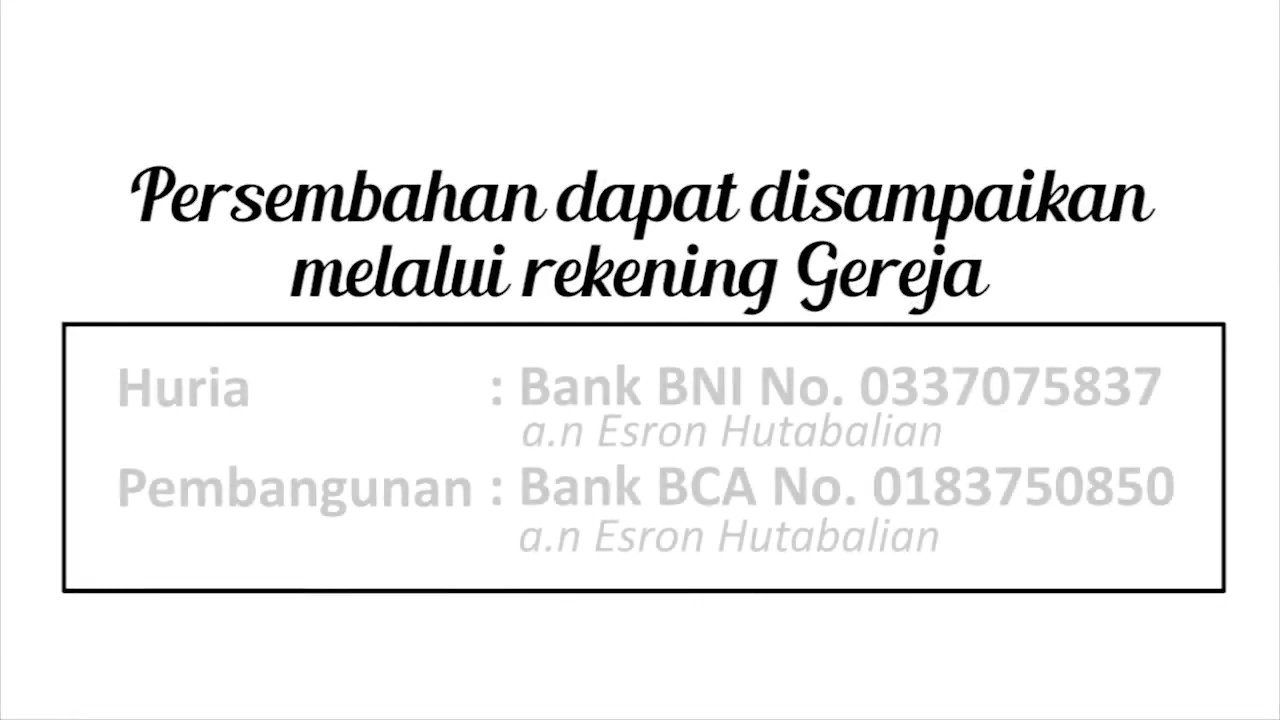 Persembahan dapat disampaikan
melalui rekening Gereja
Huria : Bank BNI No. 0337075837
a.n Esron Hutabalian
Pembangunan : Bank BCA No. 0183750850
a.n Esron Hutabalian